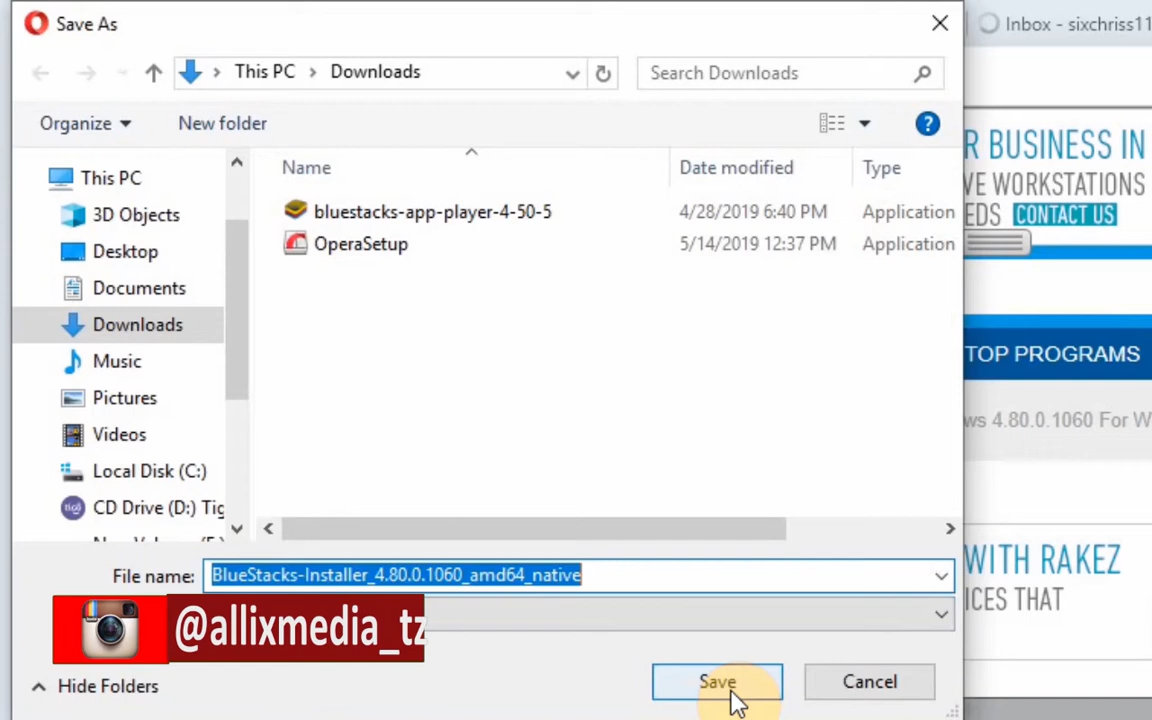 Save As
Inbox - sixchriss11
This PC
Downloads
Search Downloads
Organize
New folder
?
R BUSINESS IN
VE WORKSTATIONS
EDS CONTACT US
Name
Date modified
Type
This PC
3D Objects
Desktop
Documents
Downloads
Music
Pictures
Videos
Local Disk (C:)
CD Drive (D:) Tig
bluestacks-app-player-4-50-5
4/28/2019 6:40 PM
Application
OperaSetup
5/14/2019 12:37 PM
Application
TOP PROGRAMS
ws 4.80.0.1060 For W
WITH RAKEZ
ICES THAT
File name:
BlueStacks-Installer_4.80.0.1060_amd64_native
@allixmedia_tz
Hide Folders
Save
Cancel